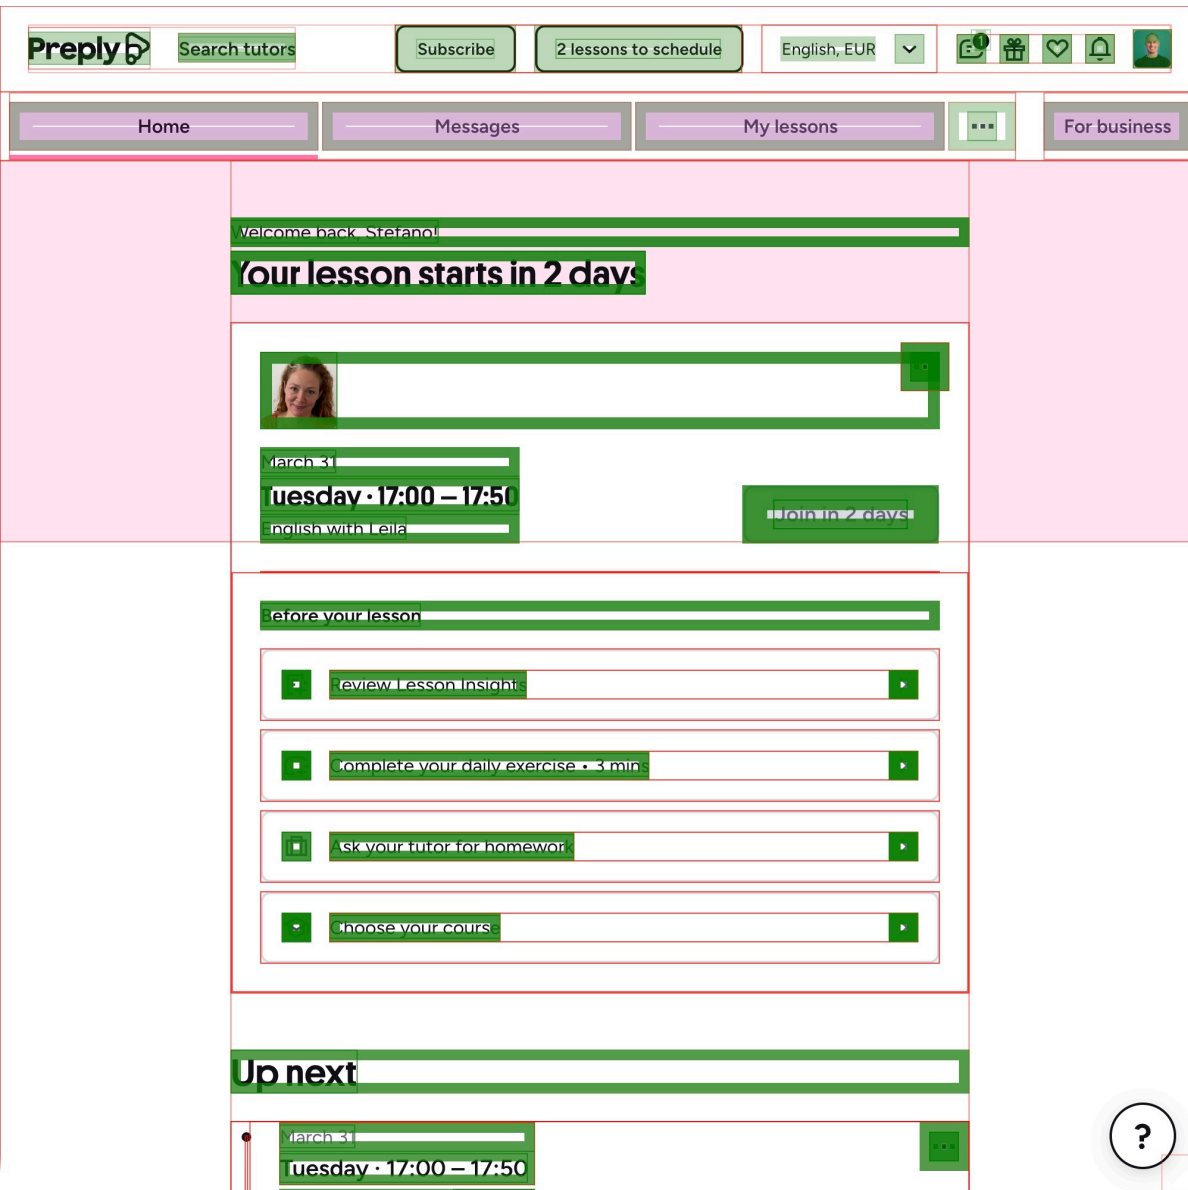 Preply
Search tutors
Subscribe
2 lessons to schedule
English, EUR
1
Home
Messages
My lessons
For business
Welcome back, Stefano!
Your lesson starts in 2 days
March 31
Tuesday · 17:00 – 17:50
English with Leila
Join in 2 days
Before your lesson
Review Lesson Insights
Complete your daily exercise • 3 mins
Ask your tutor for homework
Choose your course
Up next
March 31
Tuesday · 17:00 – 17:50
?